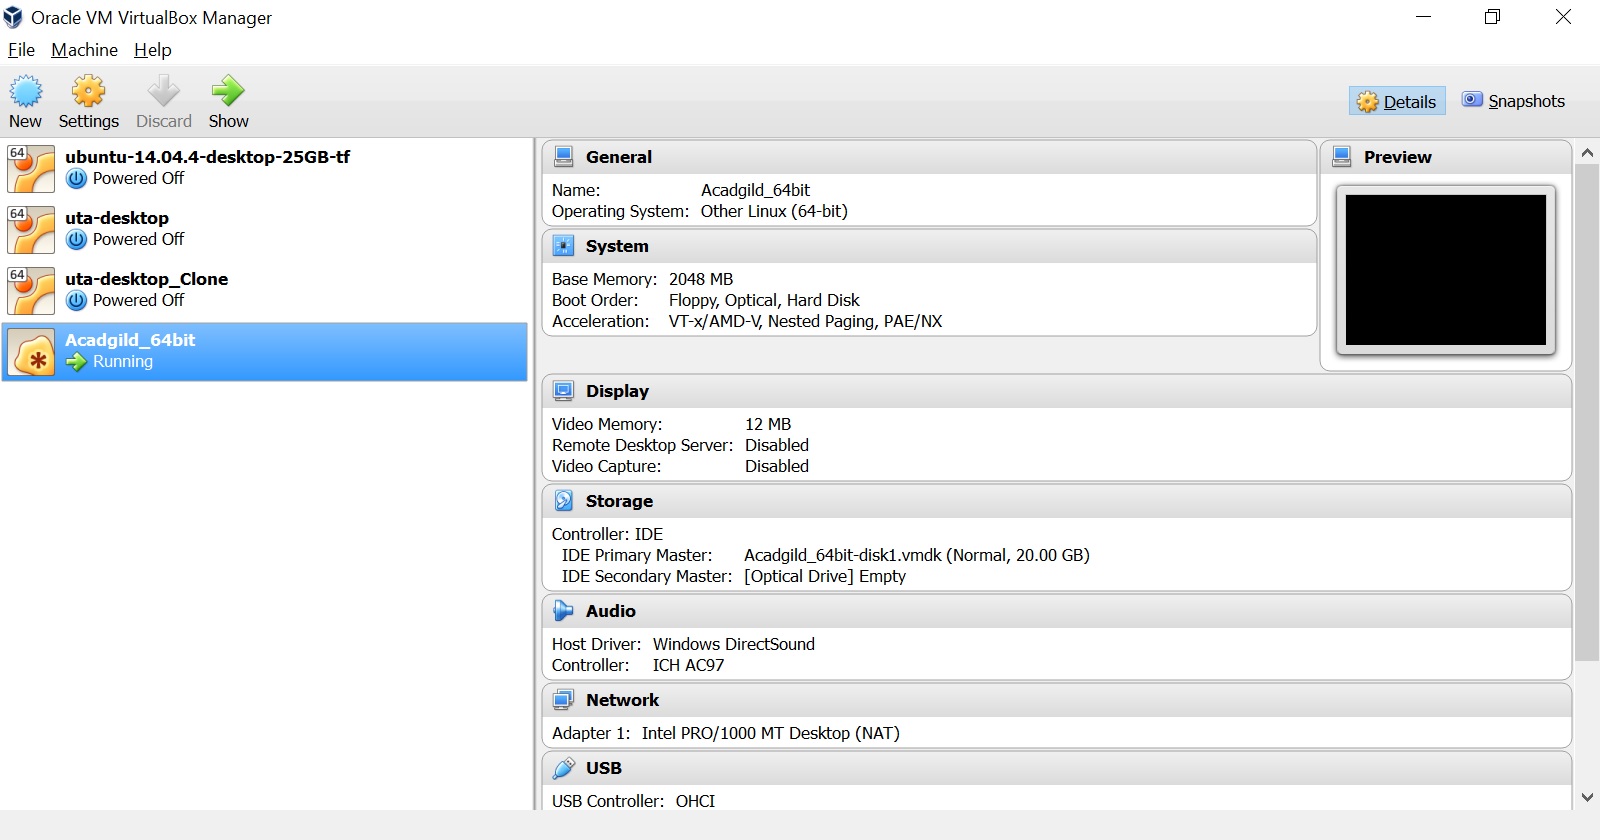 Oracle VM VirtualBox Manager
File Machine Help
New Settings Discard Show
Details Snapshots
64 ubuntu-14.04.4-desktop-25GB-tf
Powered Off
64 uta-desktop
Powered Off
64 uta-desktop_Clone
Powered Off
Acadgild_64bit
Running
General
Name: Acadgild_64bit
Operating System: Other Linux (64-bit)
System
Base Memory: 2048 MB
Boot Order: Floppy, Optical, Hard Disk
Acceleration: VT-x/AMD-V, Nested Paging, PAE/NX
Preview
Display
Video Memory: 12 MB
Remote Desktop Server: Disabled
Video Capture: Disabled
Storage
Controller: IDE
IDE Primary Master: Acadgild_64bit-disk1.vmdk (Normal, 20.00 GB)
IDE Secondary Master: [Optical Drive] Empty
Audio
Host Driver: Windows DirectSound
Controller: ICH AC97
Network
Adapter 1: Intel PRO/1000 MT Desktop (NAT)
USB
USB Controller: OHCI